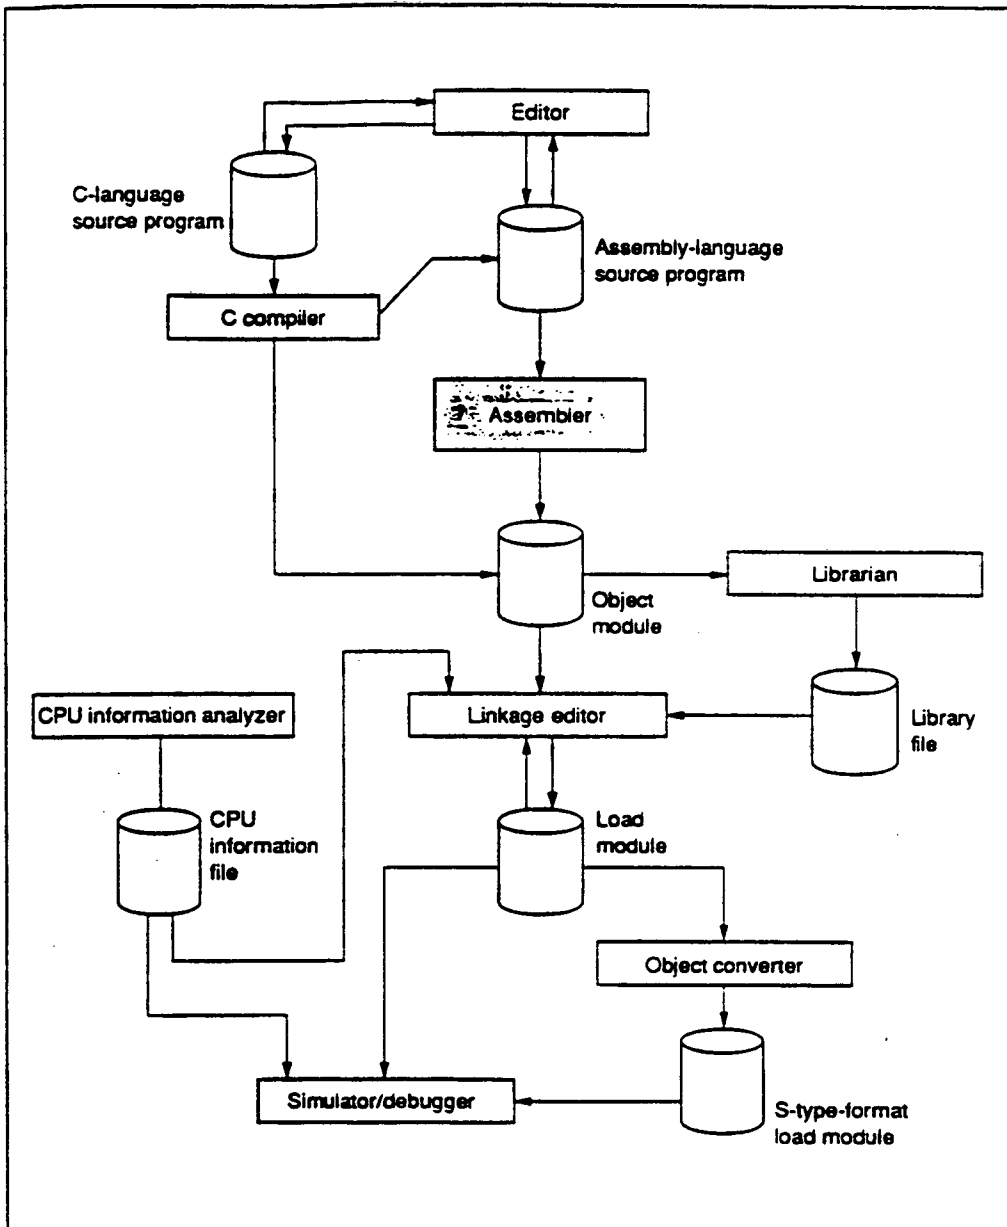 Editor
C-language
source program
Assembly-language
source program
C compiler
Assembler
Object
module
Librarian
CPU information analyzer
Linkage editor
Library
file
CPU
information
file
Load
module
Object converter
Simulator/debugger
S-type-format
load module